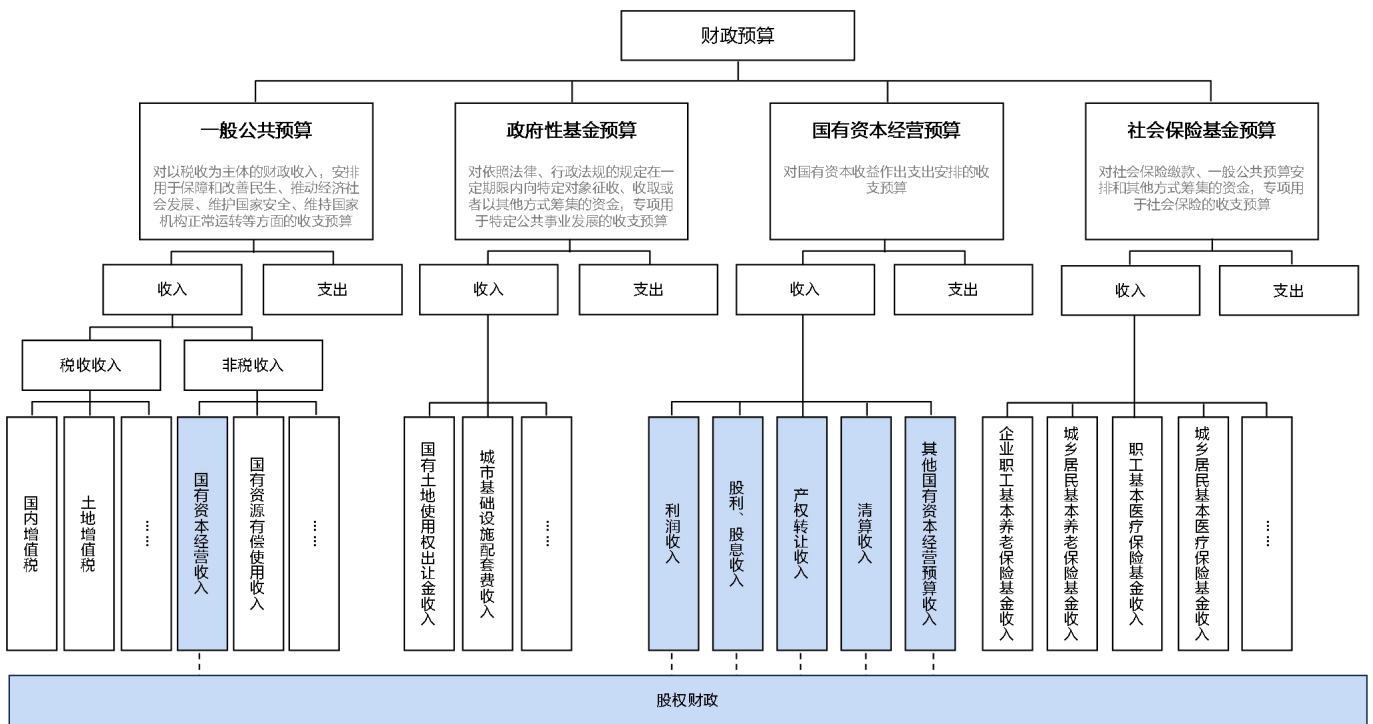 财政预算
一般公共预算
对以税收为主体的财政收入，安排
用于保障和改善民生、推动经济社
会发展、维护国家安全、维持国家
机构正常运转等方面的收支预算
政府性基金预算
对依照法律、行政法规的规定在一
定期限内向特定对象征收、收取或
者以其他方式筹集的资金，专项用
于特定公共事业发展的收支预算
国有资本经营预算
对国有资本收益作出支出安排的收
支预算
社会保险基金预算
对社会保险缴款、一般公共预算安
排和其他方式筹集的资金，专项用
于社会保险的收支预算
收入
支出
收入
支出
收入
支出
收入
支出
税收收入
非税收入
国内增值税
土地增值税
……
国有资本经营收入
国有资源有偿使用收入
……
国有土地使用权出让金收入
城市基础设施配套费收入
……
利润收入
股利、股息收入
产权转让收入
清算收入
其他国有资本经营预算收入
企业职工基本养老保险基金收入
城乡居民基本养老保险基金收入
职工基本医疗保险基金收入
城乡居民基本医疗保险基金收入
……
股权财政